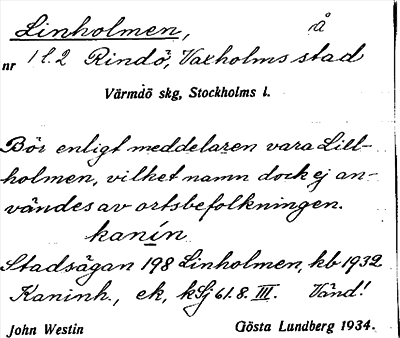 Linholmen, å
nr 1 l. 2 Rindö, Vaxholms stad
Värmdö skg, Stockholms l.
Bör enligt meddelaren vara Lill-
holmen, vilket namn dock ej an-
vändes av ortsbefolkningen.
kanín
Stadsägan 198 Linholmen, kb 1932
Kaninh., ek, kSj 61. 8. III. Vänd!
John Westin Gösta Lundberg 1934.